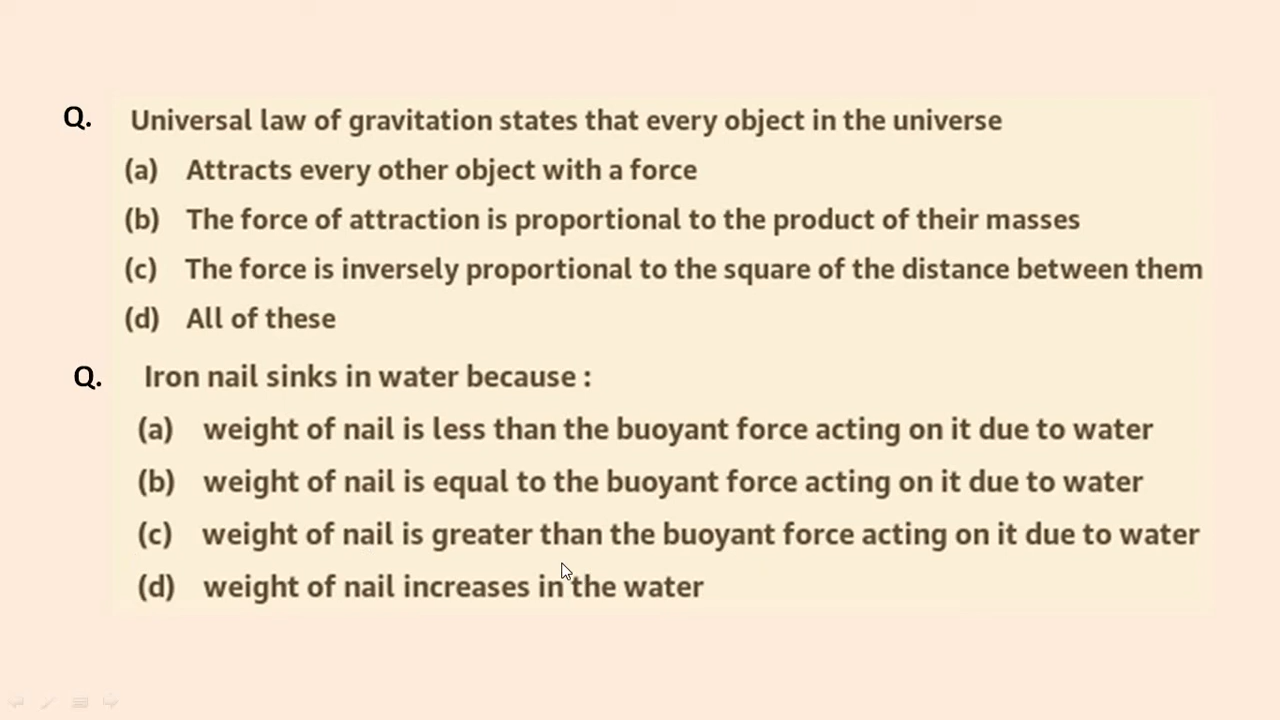 Q. Universal law of gravitation states that every object in the universe
(a) Attracts every other object with a force
(b) The force of attraction is proportional to the product of their masses
(c) The force is inversely proportional to the square of the distance between them
(d) All of these
Q. Iron nail sinks in water because :
(a) weight of nail is less than the buoyant force acting on it due to water
(b) weight of nail is equal to the buoyant force acting on it due to water
(c) weight of nail is greater than the buoyant force acting on it due to water
(d) weight of nail increases in the water